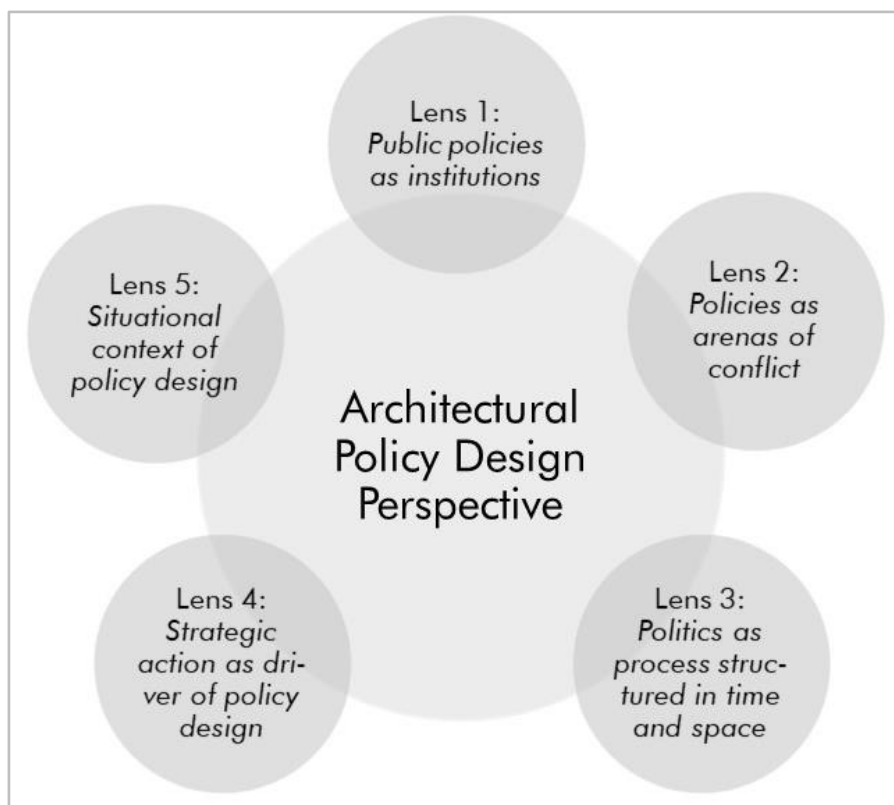 Lens 1:
Public policies
as institutions
Lens 2:
Policies as
arenas of
conflict
Lens 3:
Politics as
process struc-
tured in time
and space
Lens 4:
Strategic
action as dri-
ver of policy
design
Lens 5:
Situational
context of
policy design
Architectural
Policy Design
Perspective